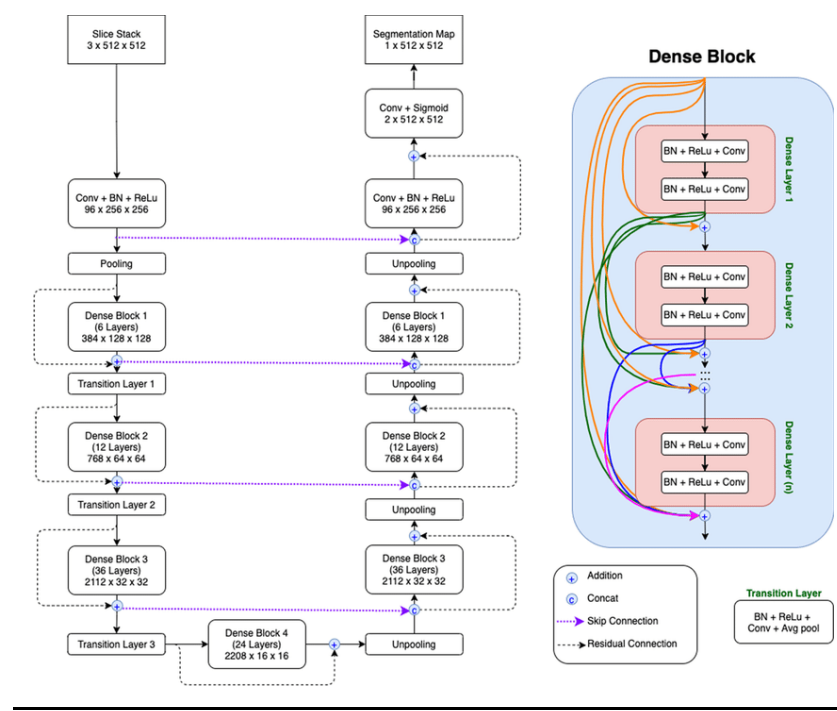 Slice Stack
3 x 512 x 512
Conv + BN + ReLu
96 x 256 x 256
Pooling
Dense Block 1
(6 Layers)
384 x 128 x 128
+
Transition Layer 1
Dense Block 2
(12 Layers)
768 x 64 x 64
+
Transition Layer 2
Dense Block 3
(36 Layers)
2112 x 32 x 32
+
Transition Layer 3
Dense Block 4
(24 Layers)
2208 x 16 x 16
+
Segmentation Map
1 x 512 x 512
Conv + Sigmoid
2 x 512 x 512
+
Conv + BN + ReLu
96 x 256 x 256
C
Unpooling
+
Dense Block 1
(6 Layers)
384 x 128 x 128
C
Unpooling
+
Dense Block 2
(12 Layers)
768 x 64 x 64
C
Unpooling
+
Dense Block 3
(36 Layers)
2112 x 32 x 32
C
Unpooling
Dense Block
BN + ReLu + Conv
BN + ReLu + Conv
Dense Layer 1
+
BN + ReLu + Conv
BN + ReLu + Conv
Dense Layer 2
+
...
+
BN + ReLu + Conv
BN + ReLu + Conv
Dense Layer (n)
+
+ Addition
C Concat
Skip Connection
Residual Connection
Transition Layer
BN + ReLu +
Conv + Avg pool